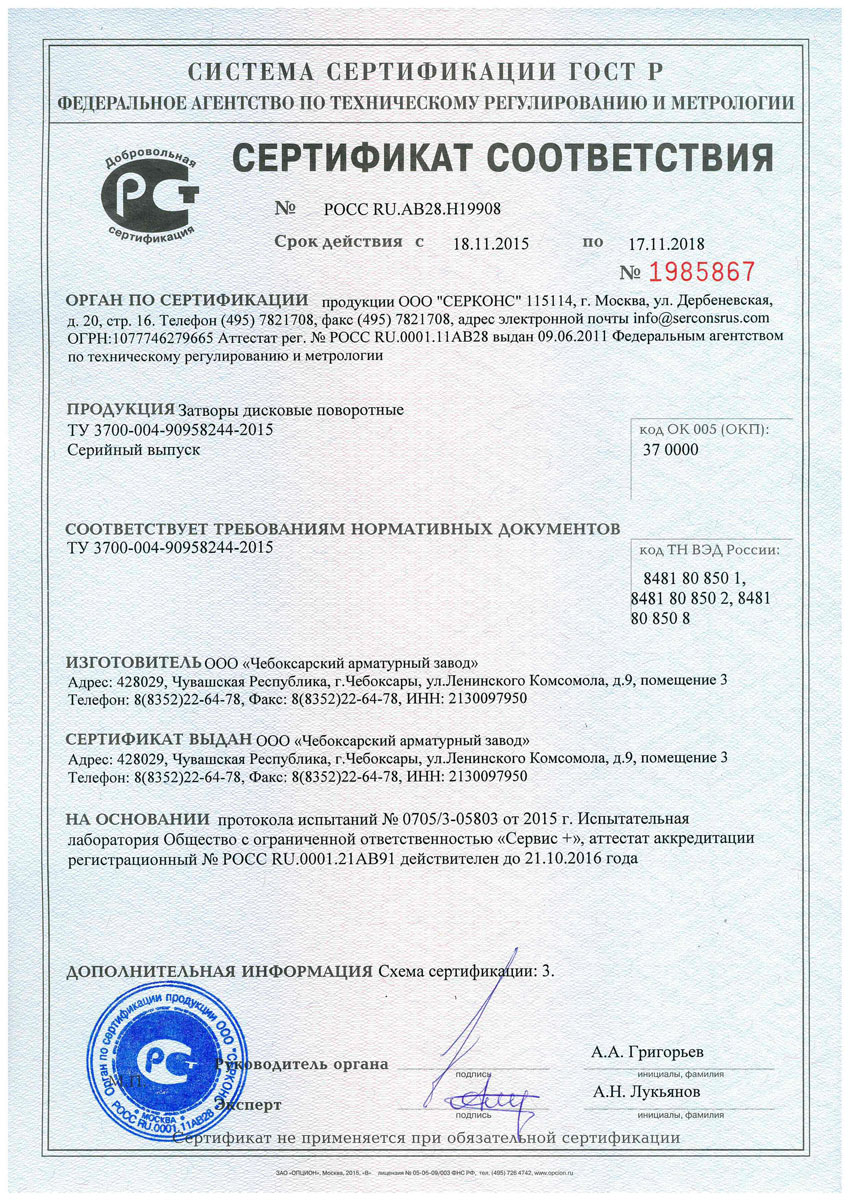 СИСТЕМА СЕРТИФИКАЦИИ ГОСТ Р
ФЕДЕРАЛЬНОЕ АГЕНТСТВО ПО ТЕХНИЧЕСКОМУ РЕГУЛИРОВАНИЮ И МЕТРОЛОГИИ
Добровольная
РСТ
сертификация
СЕРТИФИКАТ СООТВЕТСТВИЯ
№ РОСС RU.АВ28.Н19908
Срок действия с 18.11.2015 по 17.11.2018
№ 1985867
ОРГАН ПО СЕРТИФИКАЦИИ продукции ООО "СЕРКОНС" 115114, г. Москва, ул. Дербеневская,
д. 20, стр. 16. Телефон (495) 7821708, факс (495) 7821708, адрес электронной почты info@serconsrus.com
ОГРН:1077746279665 Аттестат рег. № РОСС RU.0001.11АВ28 выдан 09.06.2011 Федеральным агентством
по техническому регулированию и метрологии
ПРОДУКЦИЯ Затворы дисковые поворотные
ТУ 3700-004-90958244-2015
Серийный выпуск
код ОК 005 (ОКП):
37 0000
СООТВЕТСТВУЕТ ТРЕБОВАНИЯМ НОРМАТИВНЫХ ДОКУМЕНТОВ
ТУ 3700-004-90958244-2015
код ТН ВЭД России:
8481 80 850 1,
8481 80 850 2, 8481
80 850 8
ИЗГОТОВИТЕЛЬ ООО «Чебоксарский арматурный завод»
Адрес: 428029, Чувашская Республика, г.Чебоксары, ул.Ленинского Комсомола, д.9, помещение 3
Телефон: 8(8352)22-64-78, Факс: 8(8352)22-64-78, ИНН: 2130097950
СЕРТИФИКАТ ВЫДАН ООО «Чебоксарский арматурный завод»
Адрес: 428029, Чувашская Республика, г.Чебоксары, ул.Ленинского Комсомола, д.9, помещение 3
Телефон: 8(8352)22-64-78, Факс: 8(8352)22-64-78, ИНН: 2130097950
НА ОСНОВАНИИ протокола испытаний № 0705/3-05803 от 2015 г. Испытательная
лаборатория Общество с ограниченной ответственностью «Сервис +», аттестат аккредитации
регистрационный № РОСС RU.0001.21АВ91 действителен до 21.10.2016 года
ДОПОЛНИТЕЛЬНАЯ ИНФОРМАЦИЯ Схема сертификации: 3.
Орган по сертификации продукции ООО "СЕРКОНС"
РСТ
* МОСКВА *
РОСС RU.0001.11АВ28
М.П.
Руководитель органа
подпись
А.А. Григорьев
инициалы, фамилия
Эксперт
подпись
А.Н. Лукьянов
инициалы, фамилия
Сертификат не применяется при обязательной сертификации
ЗАО «ОПЦИОН», Москва, 2015, «В» лицензия № 05-05-09/003 ФНС РФ, тел. (495) 726 4742, www.opcion.ru